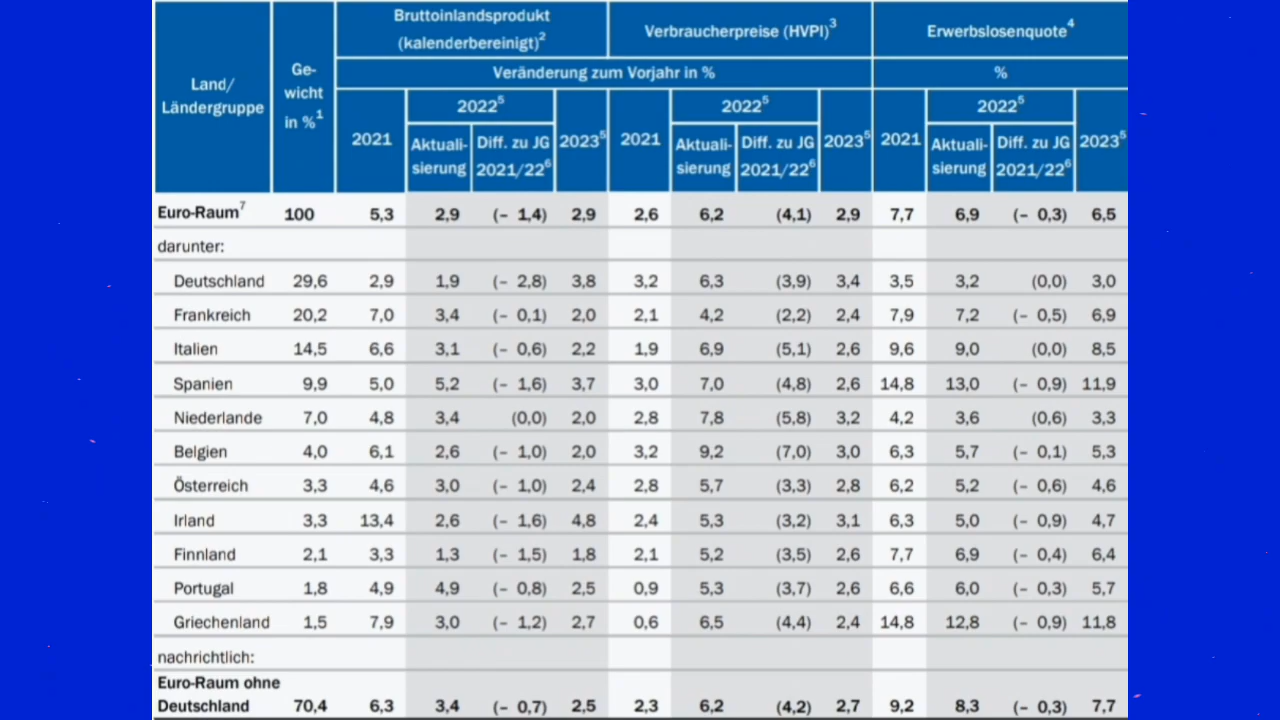 Land/ Ländergruppe Ge- wicht in %¹ Bruttoinlandsprodukt (kalenderbereinigt)² Verbraucherpreise (HVPI)³ Erwerbslosenquote⁴
Veränderung zum Vorjahr in % %
2021 2022⁵ 2023⁵ 2021 2022⁵ 2023⁵ 2021 2022⁵ 2023⁵
Aktuali- sierung Diff. zu JG 2021/22⁶ Aktuali- sierung Diff. zu JG 2021/22⁶ Aktuali- sierung Diff. zu JG 2021/22⁶
Euro-Raum⁷ 100 5,3 2,9 (– 1,4) 2,9 2,6 6,2 (4,1) 2,9 7,7 6,9 (– 0,3) 6,5
darunter:
Deutschland 29,6 2,9 1,9 (– 2,8) 3,8 3,2 6,3 (3,9) 3,4 3,5 3,2 (0,0) 3,0
Frankreich 20,2 7,0 3,4 (– 0,1) 2,0 2,1 4,2 (2,2) 2,4 7,9 7,2 (– 0,5) 6,9
Italien 14,5 6,6 3,1 (– 0,6) 2,2 1,9 6,9 (5,1) 2,6 9,6 9,0 (0,0) 8,5
Spanien 9,9 5,0 5,2 (– 1,6) 3,7 3,0 7,0 (4,8) 2,6 14,8 13,0 (– 0,9) 11,9
Niederlande 7,0 4,8 3,4 (0,0) 2,0 2,8 7,8 (5,8) 3,2 4,2 3,6 (0,6) 3,3
Belgien 4,0 6,1 2,6 (– 1,0) 2,0 3,2 9,2 (7,0) 3,0 6,3 5,7 (– 0,1) 5,3
Österreich 3,3 4,6 3,0 (– 1,0) 2,4 2,8 5,7 (3,3) 2,8 6,2 5,2 (– 0,6) 4,6
Irland 3,3 13,4 2,6 (– 1,6) 4,8 2,4 5,3 (3,2) 3,1 6,3 5,0 (– 0,9) 4,7
Finnland 2,1 3,3 1,3 (– 1,5) 1,8 2,1 5,2 (3,5) 2,6 7,7 6,9 (– 0,4) 6,4
Portugal 1,8 4,9 4,9 (– 0,8) 2,5 0,9 5,3 (3,7) 2,6 6,6 6,0 (– 0,3) 5,7
Griechenland 1,5 7,9 3,0 (– 1,2) 2,7 0,6 6,5 (4,4) 2,4 14,8 12,8 (– 0,9) 11,8
nachrichtlich:
Euro-Raum ohne
Deutschland 70,4 6,3 3,4 (– 0,7) 2,5 2,3 6,2 (4,2) 2,7 9,2 8,3 (– 0,3) 7,7